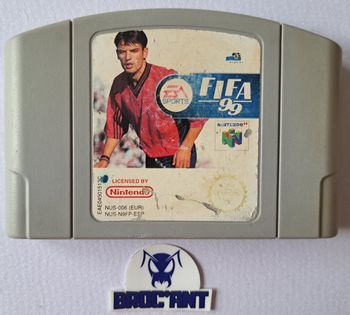 EA
SPORTS
FIFA
99
NINTENDO 64
LICENSED BY
Nintendo
NUS-006 (EUR)
NUS-N9FP-ESP
BROC'ANT